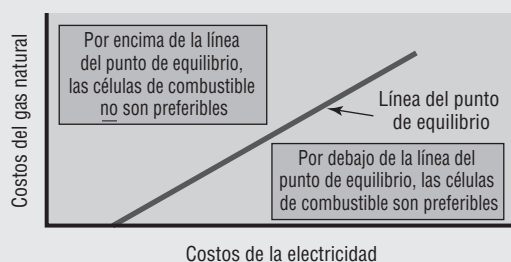 Costos del gas natural
Por encima de la línea
del punto de equilibrio,
las células de combustible
no son preferibles
Línea del punto
de equilibrio
Por debajo de la línea del
punto de equilibrio, las células
de combustible son preferibles
Costos de la electricidad